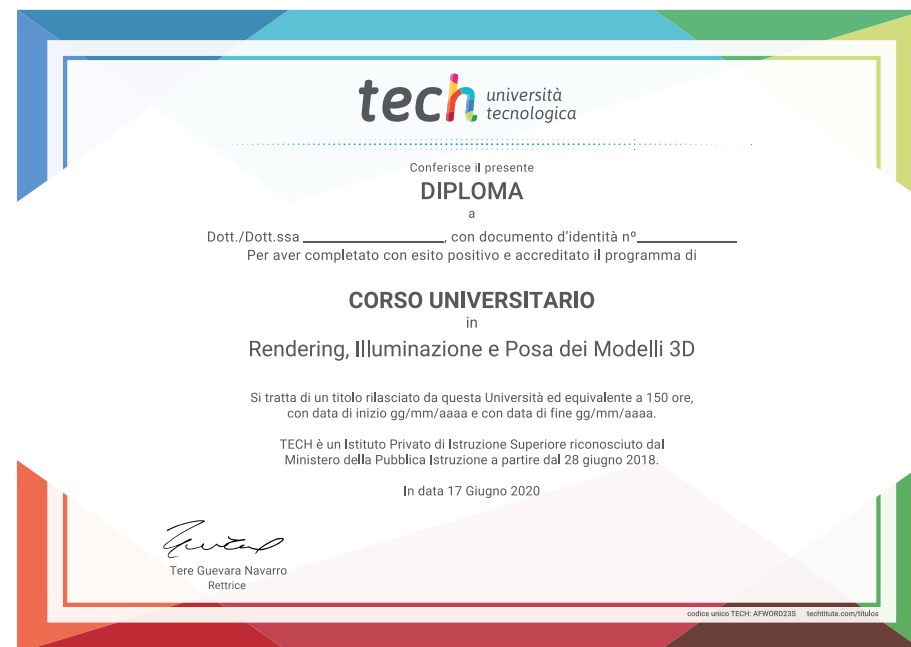 tech università
tecnologica
Conferisce il presente
DIPLOMA
a
Dott./Dott.ssa ______________, con documento d'identità nº__________
Per aver completato con esito positivo e accreditato il programma di
CORSO UNIVERSITARIO
in
Rendering, Illuminazione e Posa dei Modelli 3D
Si tratta di un titolo rilasciato da questa Università ed equivalente a 150 ore,
con data di inizio gg/mm/aaaa e con data di fine gg/mm/aaaa.
TECH è un Istituto Privato di Istruzione Superiore riconosciuto dal
Ministero della Pubblica Istruzione a partire dal 28 giugno 2018.
In data 17 Giugno 2020
Tere Guevara Navarro
Rettrice
codice unico TECH: AFWORD23S techtitute.com/titulos